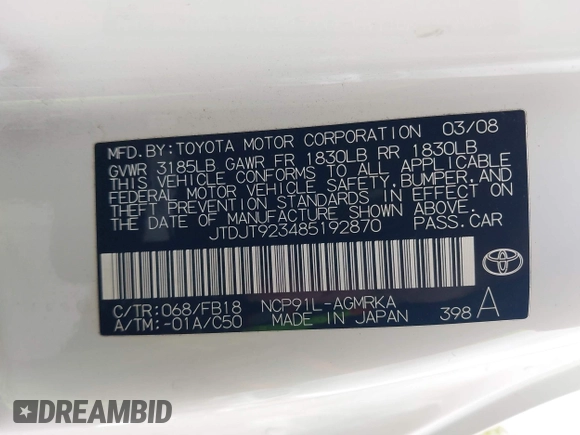 MFD. BY: TOYOTA MOTOR CORPORATION 03/08
GVWR 3185LB GAWR FR 1830LB RR 1830LB
THIS VEHICLE CONFORMS TO ALL APPLICABLE
FEDERAL MOTOR VEHICLE SAFETY, BUMPER, AND
THEFT PREVENTION STANDARDS IN EFFECT ON
THE DATE OF MANUFACTURE SHOWN ABOVE.
JTDJT923485192870 PASS. CAR
C/TR: 068/FB18 NCP91L-AGMRKA
A/TM: -01A/C50 MADE IN JAPAN 398 A
TOYOTA
DREAMBID